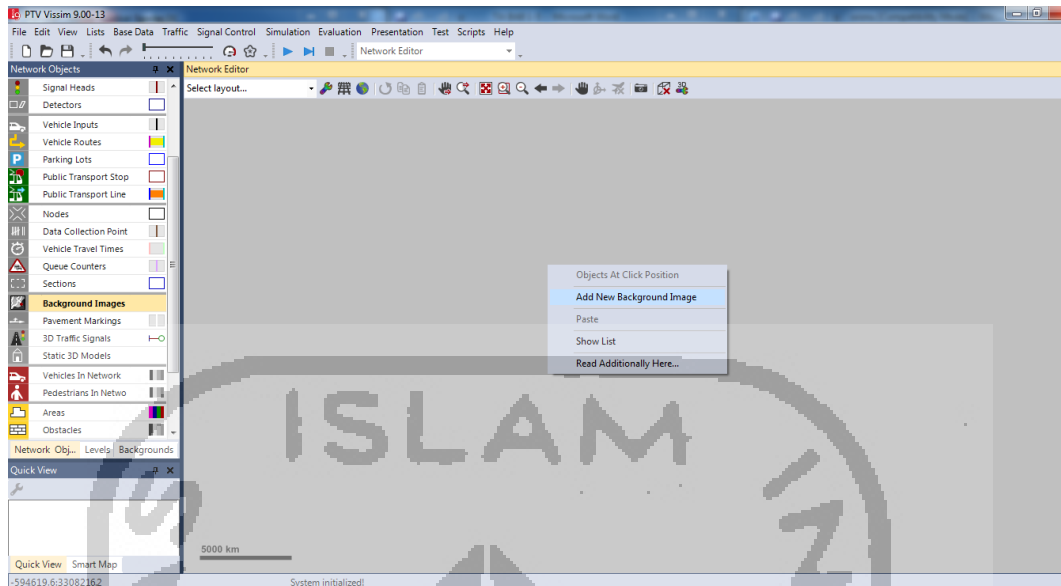 PTV Vissim 9.00-13
File Edit View Lists Base Data Traffic Signal Control Simulation Evaluation Presentation Test Scripts Help
Network Editor
Network Objects
Network Editor
Select layout...
Signal Heads
Detectors
Vehicle Inputs
Vehicle Routes
P Parking Lots
Public Transport Stop
Public Transport Line
Nodes
Data Collection Point
Vehicle Travel Times
Queue Counters
Sections
Background Images
Pavement Markings
3D Traffic Signals
Static 3D Models
Vehicles In Network
Pedestrians In Netwo
Areas
Obstacles
Network Obj... Levels Backgrounds
Objects At Click Position
Add New Background Image
Paste
Show List
Read Additionally Here...
ISLAM
Quick View
5000 km
Quick View Smart Map
-594619.6:33082162 System initialized!